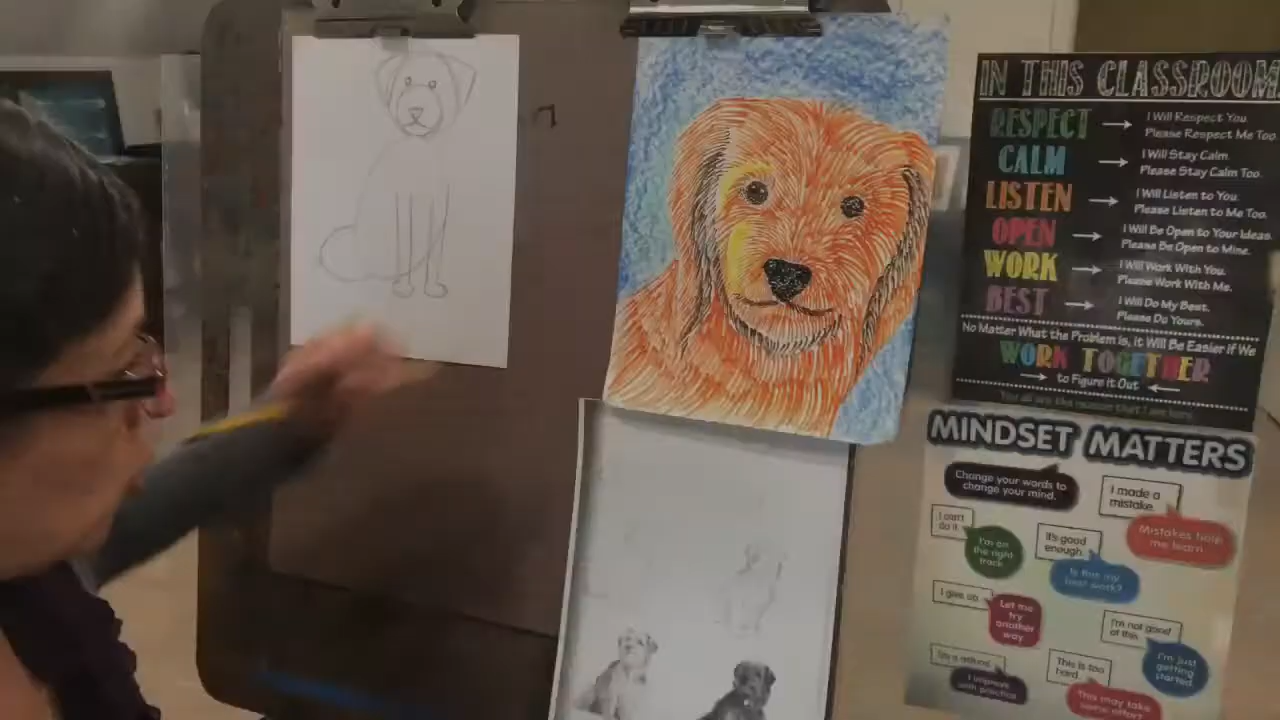 IN THIS CLASSROOM
RESPECT → I Will Respect You.
Please Respect Me Too.
CALM → I Will Stay Calm.
Please Stay Calm Too.
LISTEN → I Will Listen to You.
Please Listen to Me Too.
OPEN → I Will Be Open to Your Ideas.
Please Be Open to Mine.
WORK → I Will Work With You.
Please Work With Me.
BEST → I Will Do My Best.
Please Do Yours.
No Matter What the Problem is, it Will Be Easier if We
WORK TOGETHER
→ to Figure it Out ←
MINDSET MATTERS
Change your words to
change your mind.
I made a
mistake.
Mistakes help
me learn.
I can't
do it.
I'm on
the right
track.
It's good
enough.
Is this my
best work?
I give up.
Let me
try
another
way
I'm not good
at this.
I'm just
getting
started.
I improve
with practice
This is too
hard.
This may take
some effort